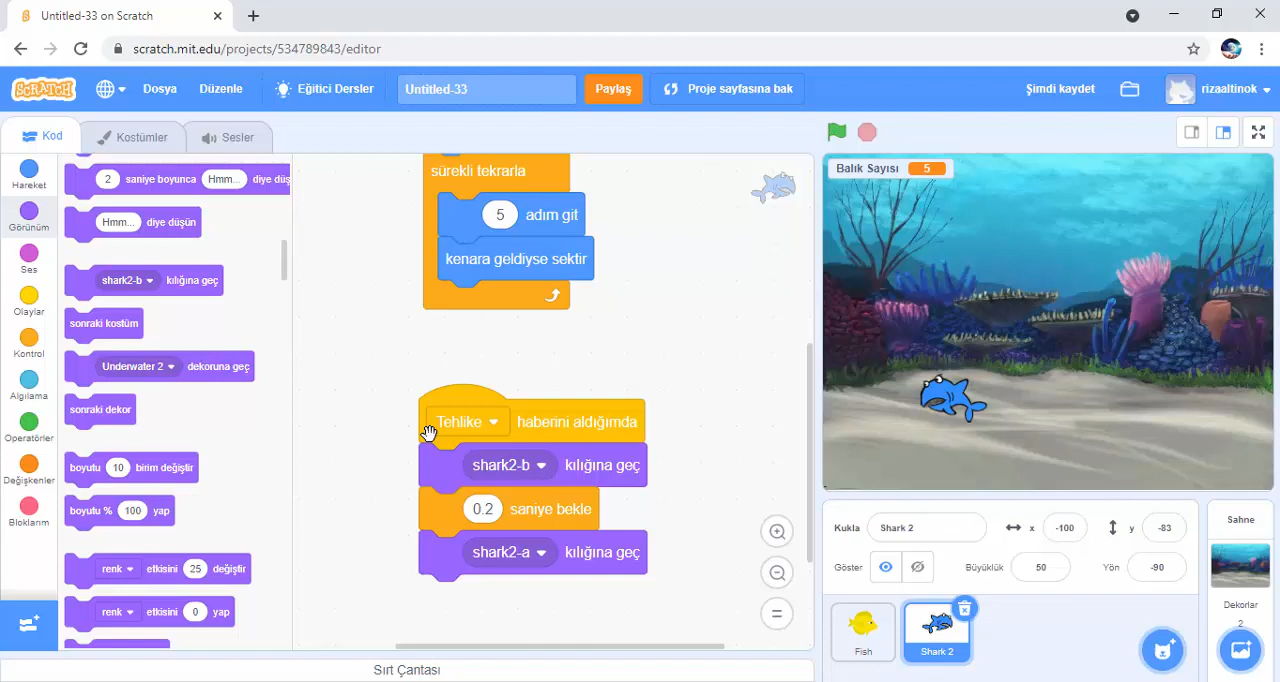 Untitled-33 on Scratch
scratch.mit.edu/projects/534789843/editor
SCRATCH
Dosya
Düzenle
Eğitici Dersler
Untitled-33
Paylaş
Proje sayfasına bak
Şimdi kaydet
rizaaltinok
Kod
Kostümler
Sesler
Hareket
Görünüm
Ses
Olaylar
Kontrol
Algılama
Operatörler
Değişkenler
Bloklarım
2 saniye boyunca Hmm... diye düş
Hmm... diye düşün
shark2-b kılığına geç
sonraki kostüm
Underwater 2 dekoruna geç
sonraki dekor
boyutu 10 birim değiştir
boyutu % 100 yap
renk etkisini 25 değiştir
renk etkisini 0 yap
sürekli tekrarla
5 adım git
kenara geldiyse sektir
Tehlike haberini aldığımda
shark2-b kılığına geç
0.2 saniye bekle
shark2-a kılığına geç
Sırt Çantası
Balık Sayısı 5
Kukla Shark 2 x -100 y -83
Göster Büyüklük 50 Yön -90
Fish
Shark 2
Sahne
Dekorlar
2